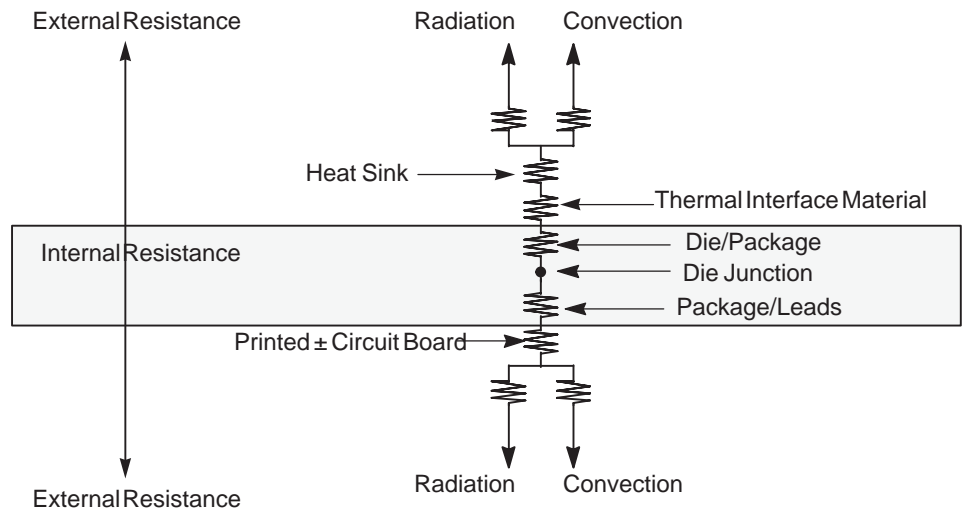 External Resistance
Radiation
Convection
Heat Sink
Thermal Interface Material
Internal Resistance
Die/Package
Die Junction
Package/Leads
Printed ± Circuit Board
Radiation
Convection
External Resistance